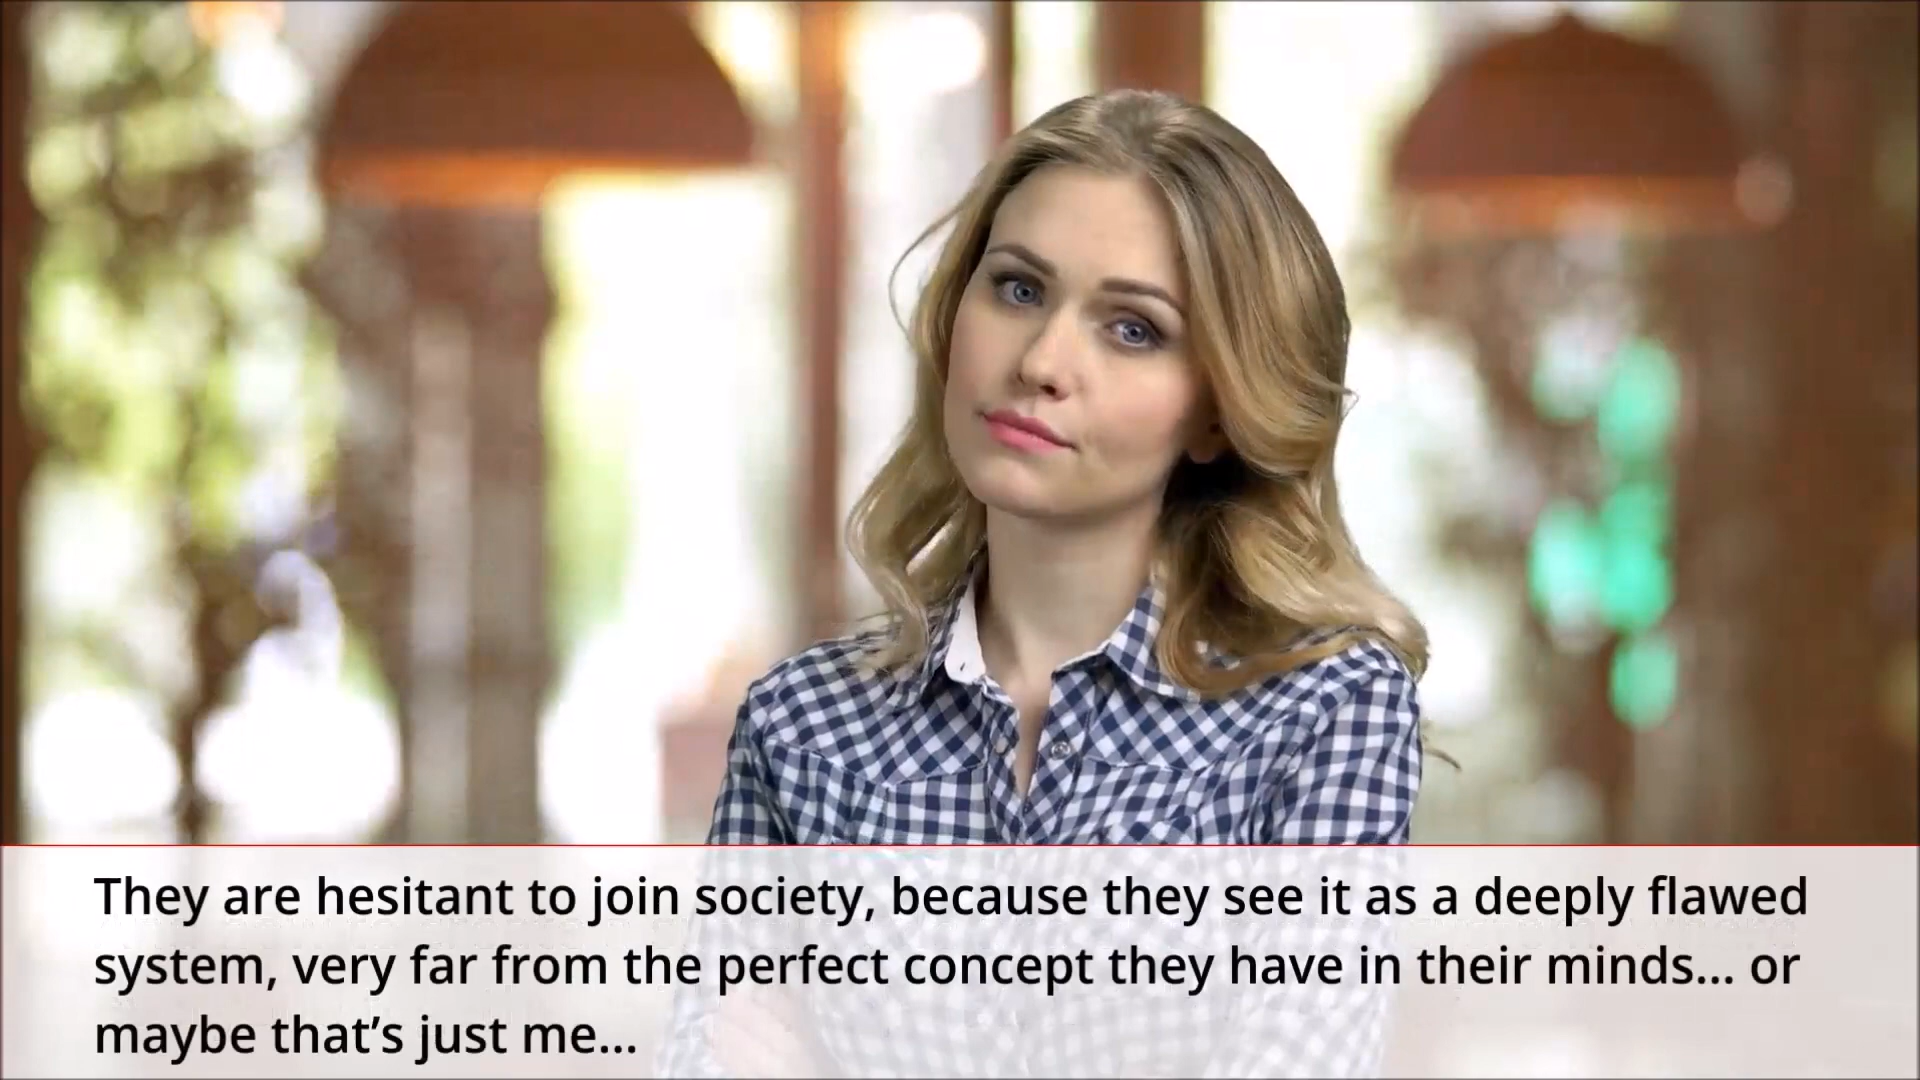 They are hesitant to join society, because they see it as a deeply flawed
system, very far from the perfect concept they have in their minds... or
maybe that’s just me...